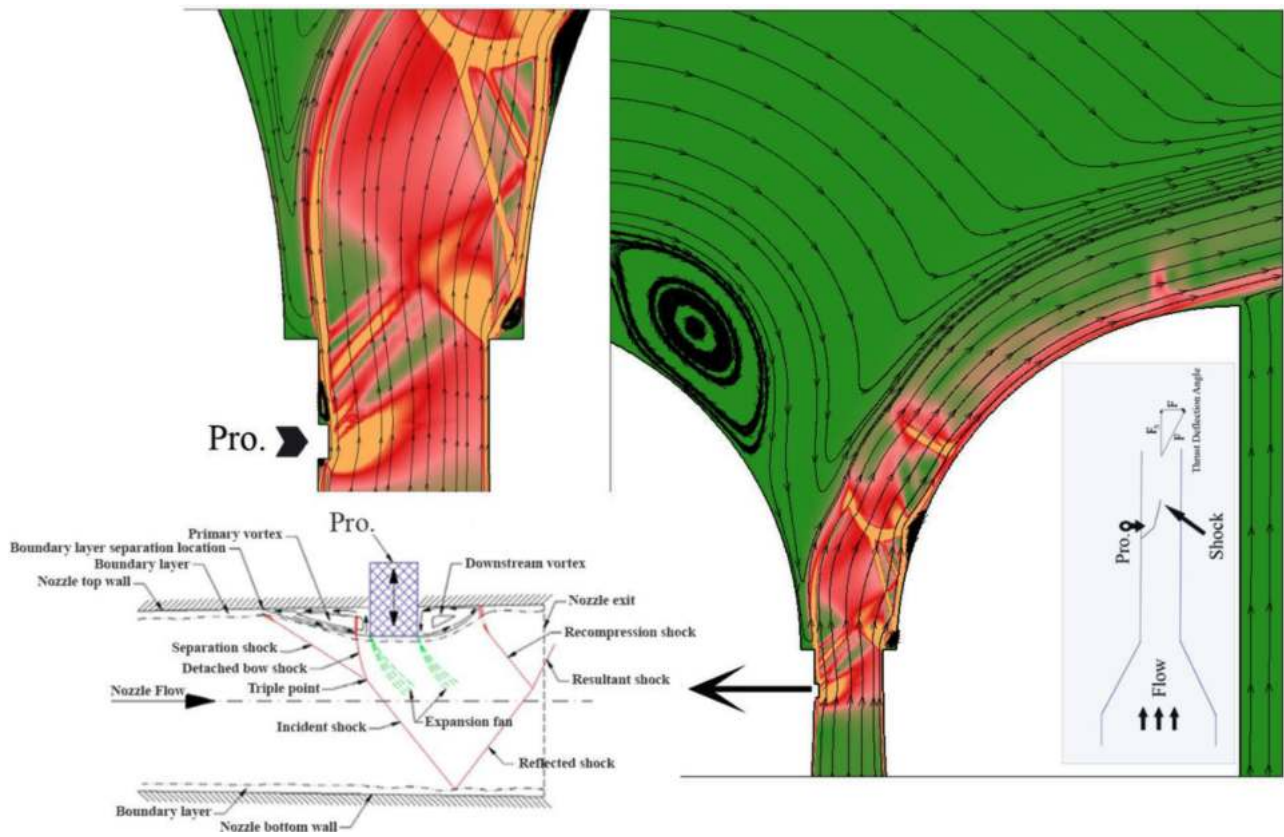 Pro.
Pro.
Primary vortex
Boundary layer separation location
Boundary layer
Nozzle top wall
Downstream vortex
Nozzle exit
Separation shock
Recompression shock
Detached bow shock
Triple point
Resultant shock
Nozzle Flow
Incident shock
Expansion fan
Reflected shock
Boundary layer
Nozzle bottom wall
Thrust Deflection Angle
F
F
Pro.
Shock
Flow